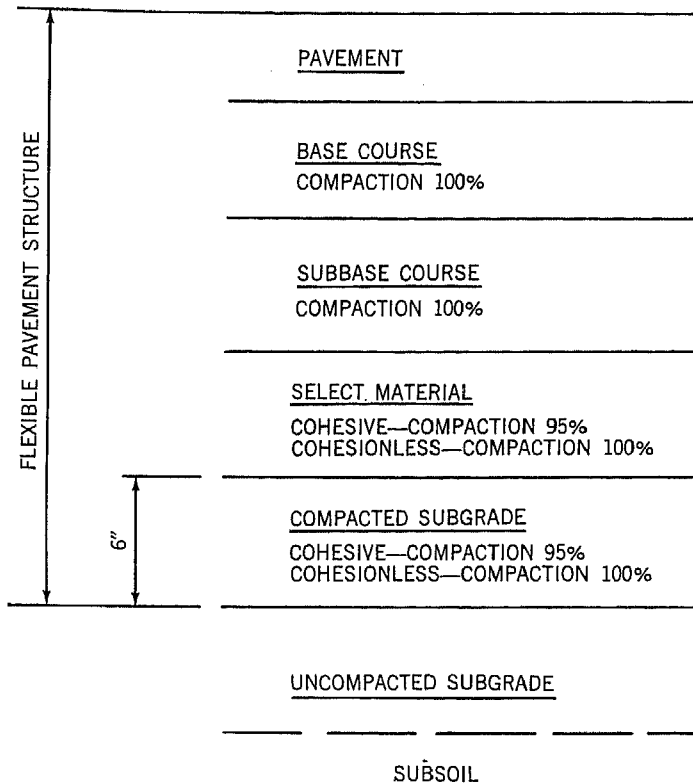 PAVEMENT
BASE COURSE
COMPACTION 100%
SUBBASE COURSE
COMPACTION 100%
SELECT MATERIAL
COHESIVE—COMPACTION 95%
COHESIONLESS—COMPACTION 100%
COMPACTED SUBGRADE
COHESIVE—COMPACTION 95%
COHESIONLESS—COMPACTION 100%
UNCOMPACTED SUBGRADE
SUBSOIL
FLEXIBLE PAVEMENT STRUCTURE
6"